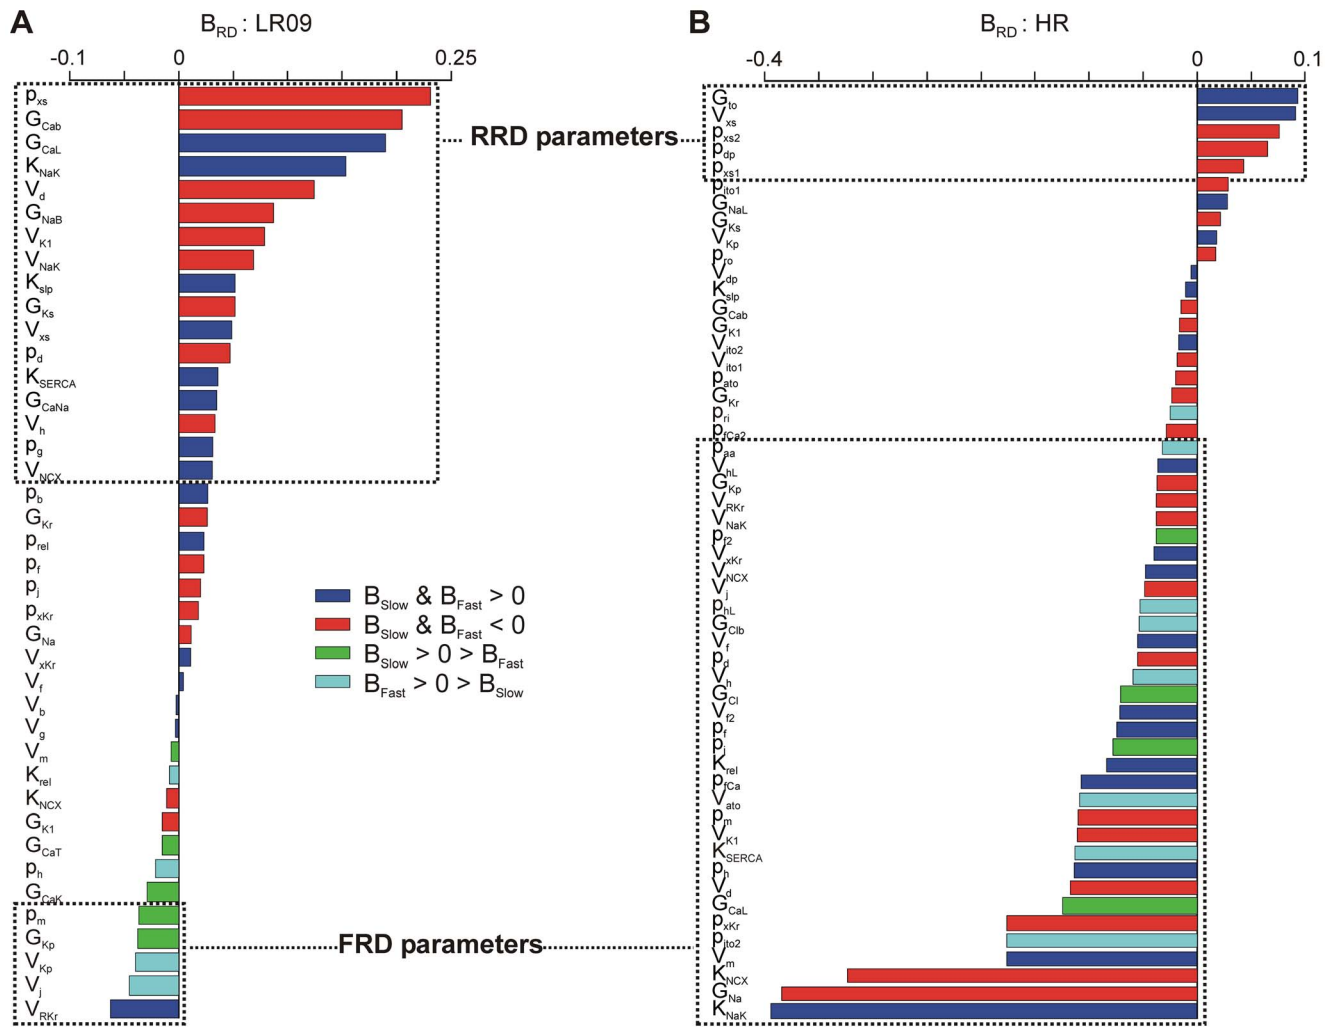 A
B_RD : LR09
-0.1
0
0.25
p_xs
G_Cab
G_CaL
K_NaK
V_d
G_NaB
V_K1
V_NaK
K_slp
G_Ks
V_xs
p_d
K_SERCA
G_CaNa
V_h
p_g
V_NCX
p_b
G_Kr
p_rel
p_f
p_j
p_xKr
G_Na
V_xKr
V_f
V_b
V_g
V_m
K_rel
K_NCX
G_K1
G_CaT
p_h
G_CaK
p_m
G_Kp
V_Kp
V_j
V_RKr
RRD parameters
B_Slow & B_Fast > 0
B_Slow & B_Fast < 0
B_Slow > 0 > B_Fast
B_Fast > 0 > B_Slow
FRD parameters
B
B_RD : HR
-0.4
0
0.1
G_to
V_xs
p_xs2
p_dp
p_xs1
p_ito1
G_NaL
G_Ks
V_Kp
p_ro
V_dp
K_slp
G_Cab
G_K1
V_ito2
V_ito1
p_ato
G_Kr
p_ri
p_fCa2
p_aa
V_hL
G_Kp
V_RKr
V_NaK
p_f2
V_xKr
V_NCX
V_j
p_hL
G_Clb
V_f
p_d
V_h
G_Cl
V_f2
p_f
p_j
K_rel
p_fCa
V_ato
p_m
V_K1
K_SERCA
p_h
V_d
G_CaL
p_xKr
p_ito2
V_m
K_NCX
G_Na
K_NaK